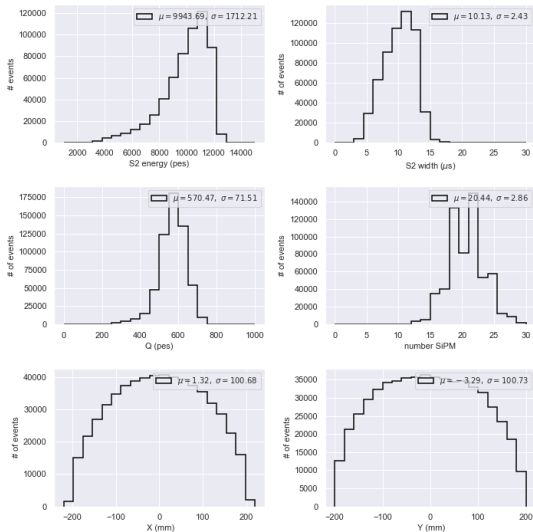 μ = 9943.69, σ = 1712.21
120000
100000
80000
60000
40000
20000
0
# of events
2000 4000 6000 8000 10000 12000 14000
S2 energy (pes)
μ = 10.13, σ = 2.43
120000
100000
80000
60000
40000
20000
0
# of events
0 5 10 15 20 25 30
S2 width (μs)
μ = 570.47, σ = 71.51
175000
150000
125000
100000
75000
50000
25000
0
# of events
0 200 400 600 800 1000
Q (pes)
μ = 20.44, σ = 2.86
140000
120000
100000
80000
60000
40000
20000
0
# of events
0 5 10 15 20 25 30
number SiPM
μ = 1.32, σ = 100.68
40000
30000
20000
10000
0
# of events
−200 −100 0 100 200
X (mm)
μ = −3.29, σ = 100.73
35000
30000
25000
20000
15000
10000
5000
0
# of events
−200 −100 0 100 200
Y (mm)